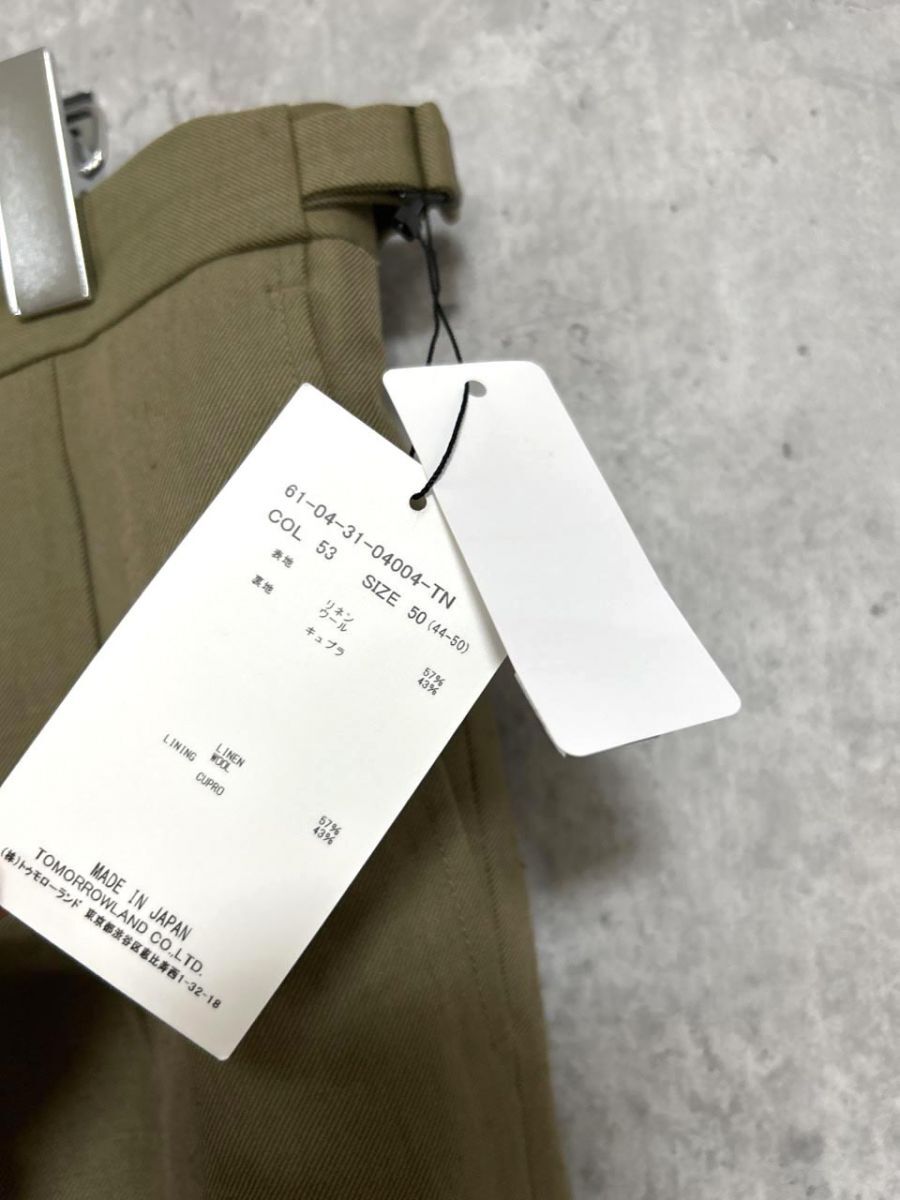 61-04-31-04004-TN
COL 53 SIZE 50 (44-50)
表地 リネン 57%
ウール 43%
裏地 キュプラ
LINEN 57%
WOOL 43%
LINING CUPRO
MADE IN JAPAN
TOMORROWLAND CO.,LTD.
(株)トゥモローランド 東京都渋谷区恵比寿西1-32-18